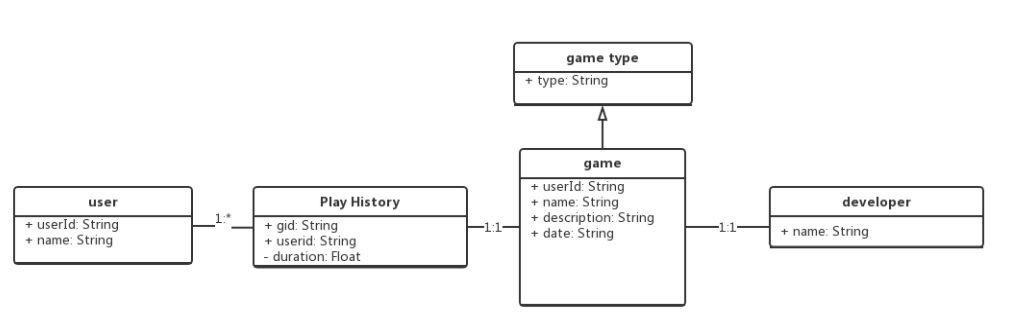 game type
+ type: String
game
+ userId: String
+ name: String
+ description: String
+ date: String
user
+ userId: String
+ name: String
1:*
Play History
+ gid: String
+ userid: String
- duration: Float
1:1
1:1
developer
+ name: String